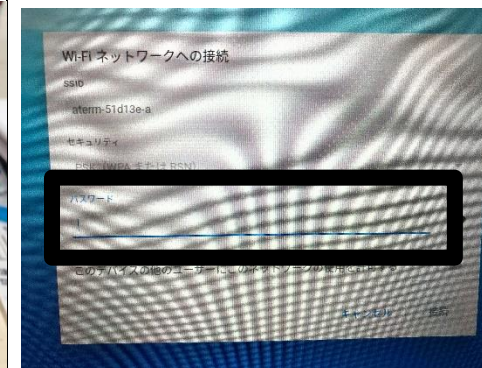 Wi-Fi ネットワークへの接続
SSID
aterm-51d13e-a
セキュリティ
PSK（WPA または RSN）
パスワード
このデバイスの他のユーザーにこのネットワークの使用を許可する
キャンセル 接続